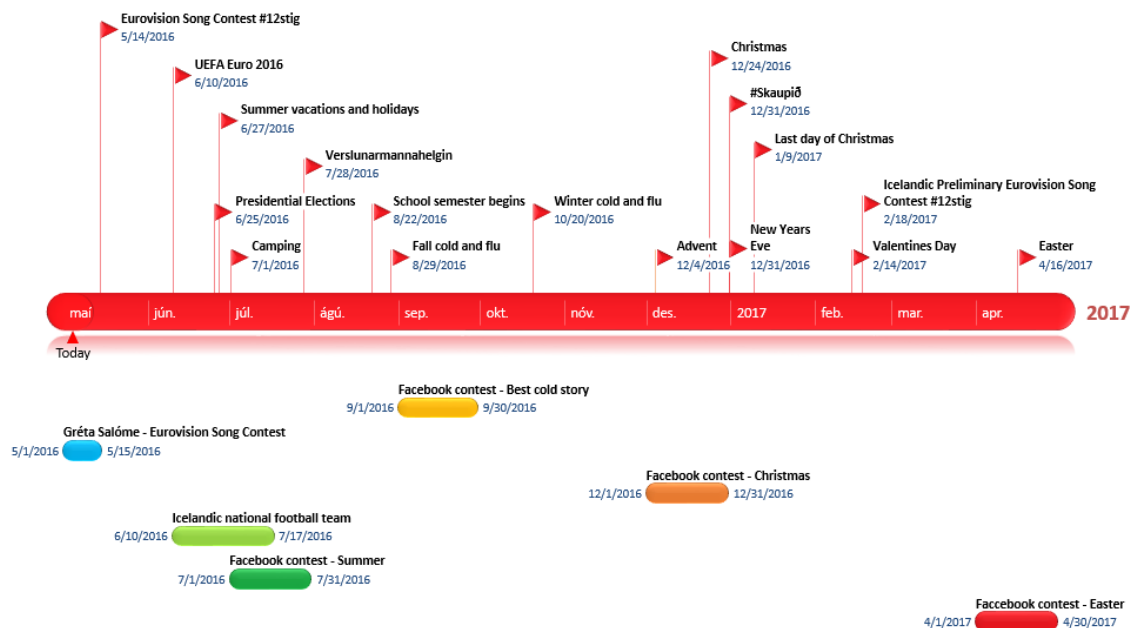 Eurovision Song Contest #12stig
5/14/2016
UEFA Euro 2016
6/10/2016
Summer vacations and holidays
6/27/2016
Verslunarmannahelgin
7/28/2016
Presidential Elections
6/25/2016
Camping
7/1/2016
School semester begins
8/22/2016
Fall cold and flu
8/29/2016
Winter cold and flu
10/20/2016
Christmas
12/24/2016
#Skaupið
12/31/2016
Last day of Christmas
1/9/2017
Advent
12/4/2016
New Years
Eve
12/31/2016
Icelandic Preliminary Eurovision Song
Contest #12stig
2/18/2017
Valentines Day
2/14/2017
Easter
4/16/2017
maí jún. júl. ágú. sep. okt. nóv. des. 2017 feb. mar. apr. 2017
Today
Facebook contest - Best cold story
9/1/2016 9/30/2016
Gréta Salóme - Eurovision Song Contest
5/1/2016 5/15/2016
Facebook contest - Christmas
12/1/2016 12/31/2016
Icelandic national football team
6/10/2016 7/17/2016
Facebook contest - Summer
7/1/2016 7/31/2016
Faccebook contest - Easter
4/1/2017 4/30/2017